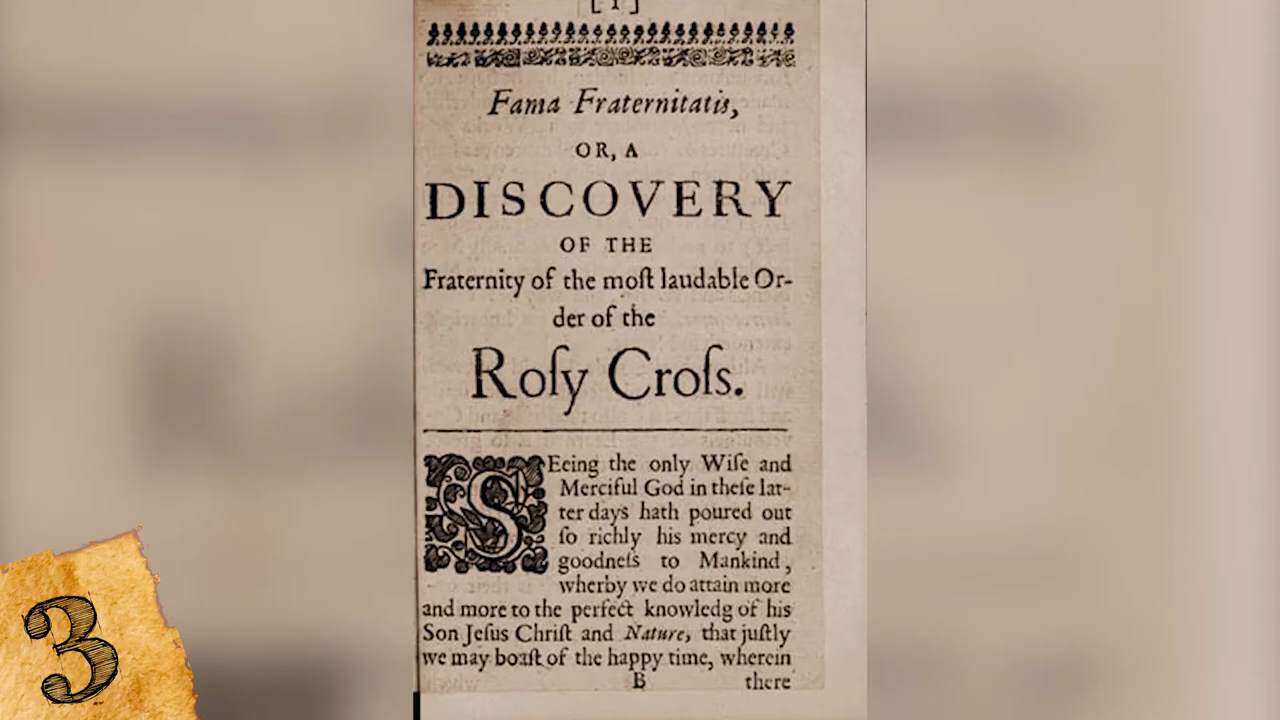 [1]
Fama Fraternitatis,
OR, A
DISCOVERY
OF THE
Fraternity of the moſt laudable Or-
der of the
Roſy Croſs.
SEeing the only Wiſe and
Merciful God in theſe lat-
ter days hath poured out
ſo richly his mercy and
goodneſs to Mankind,
wherby we do attain more
and more to the perfect knowledg of his
Son Jeſus Chriſt and Nature, that juſtly
we may boaſt of the happy time, wherein
B there
3